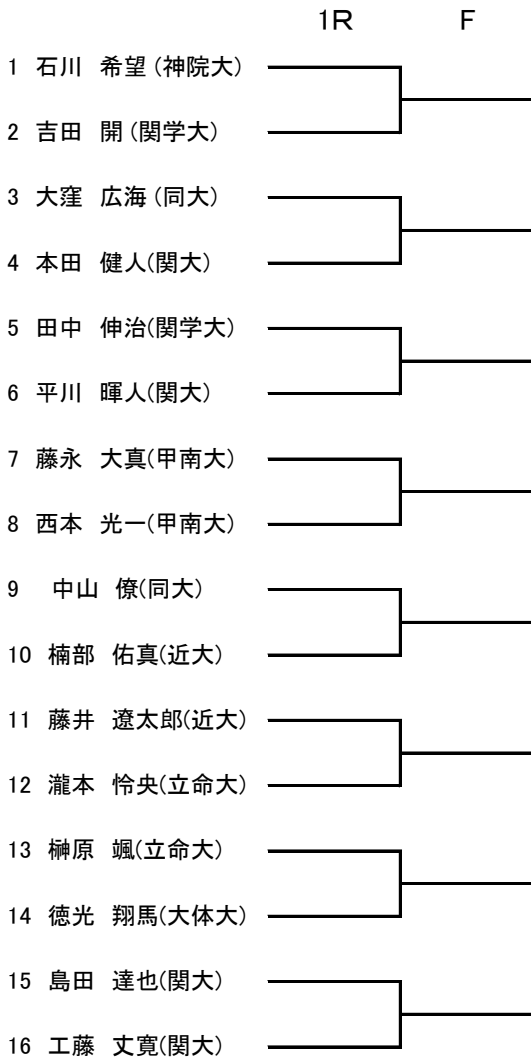 1R F
1 石川 希望 (神院大)
2 吉田 開 (関学大)
3 大窪 広海 (同大)
4 本田 健人(関大)
5 田中 伸治(関学大)
6 平川 暉人(関大)
7 藤永 大真(甲南大)
8 西本 光一(甲南大)
9 中山 僚(同大)
10 楠部 佑真(近大)
11 藤井 遼太郎(近大)
12 瀧本 怜央(立命大)
13 榊原 颯(立命大)
14 徳光 翔馬(大体大)
15 島田 達也(関大)
16 工藤 丈寛(関大)